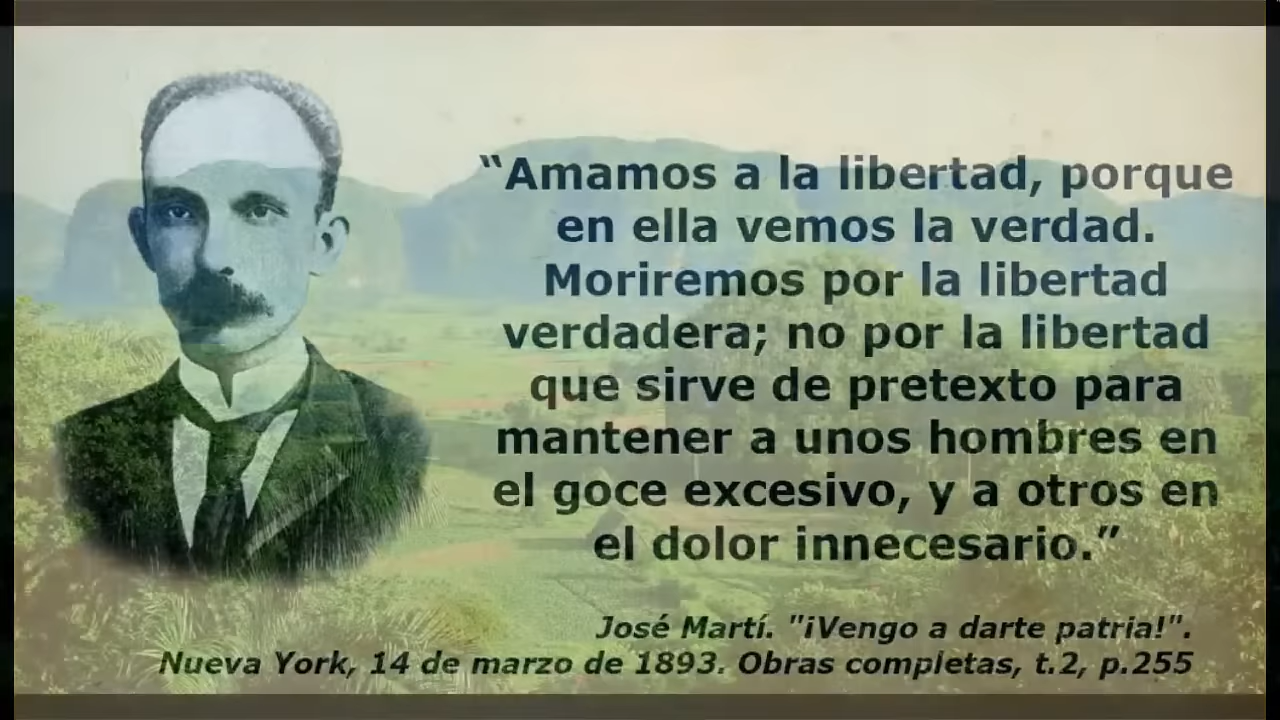 “Amamos a la libertad, porque
en ella vemos la verdad.
Moriremos por la libertad
verdadera; no por la libertad
que sirve de pretexto para
mantener a unos hombres en
el goce excesivo, y a otros en
el dolor innecesario.”
José Martí. "¡Vengo a darte patria!".
Nueva York, 14 de marzo de 1893. Obras completas, t.2, p.255